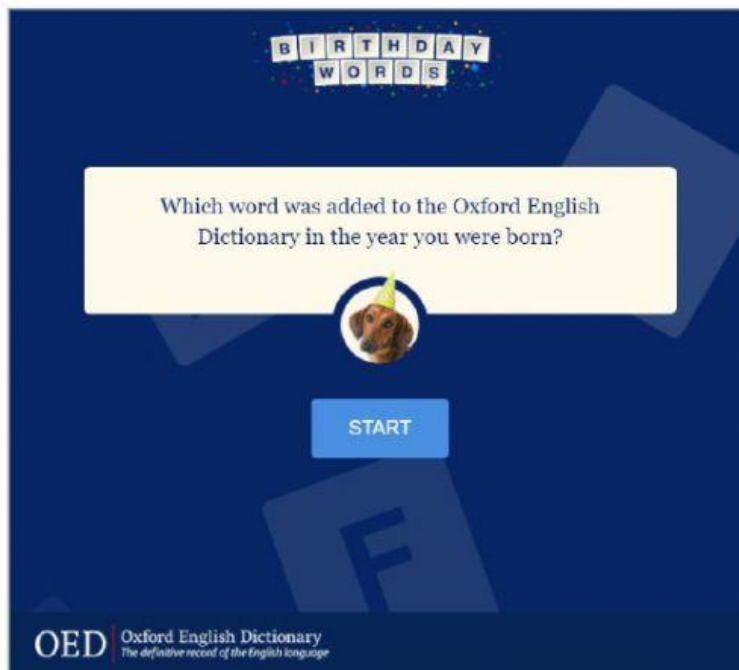 BIRTHDAY
WORDS
Which word was added to the Oxford English
Dictionary in the year you were born?
START
F
OED Oxford English Dictionary
The definitive record of the English language